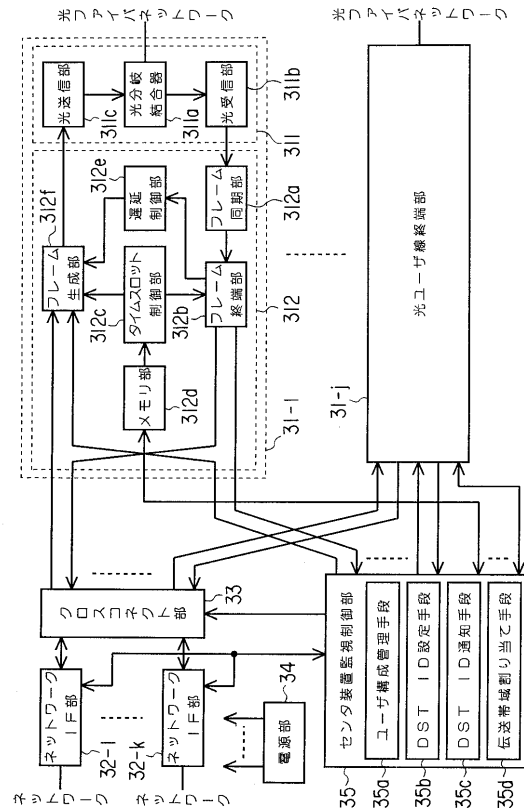 光ファイバネットワーク
光ファイバネットワーク
光送信部
311c
光分岐
結合器
311a
光受信部
311b
311
312f
フレーム
生成部
312e
遅延
制御部
312c
タイムスロット
制御部
312b
フレーム
終端部
フレーム
同期部
312a
312
メモリ部
312d
31-1
光ユーザ線終端部
31-j
クロスコネクト部
33
ネットワーク
IF部
32-1
ネットワーク
IF部
32-k
ネットワーク
ネットワーク
電源部
34
センタ装置監視制御部
35
ユーザ構成管理手段
35a
DST ID設定手段
35b
DST ID通知手段
35c
伝送帯域割り当て手段
35d